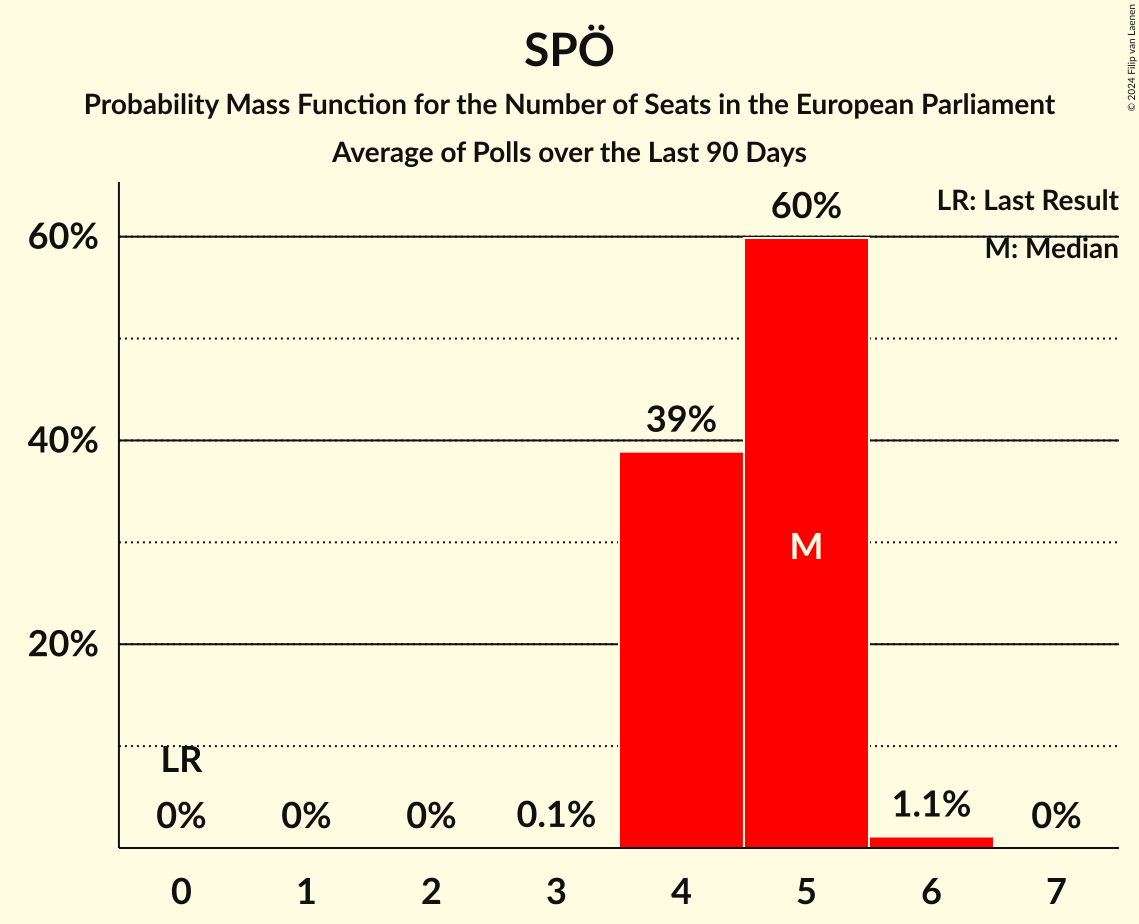 SPÖ
Probability Mass Function for the Number of Seats in the European Parliament
Average of Polls over the Last 90 Days
© 2024 Filip van Laenen
LR: Last Result
M: Median
60%
40%
20%
60%
39%
M
LR
0%
0%
0%
0.1%
1.1%
0%
0
1
2
3
4
5
6
7